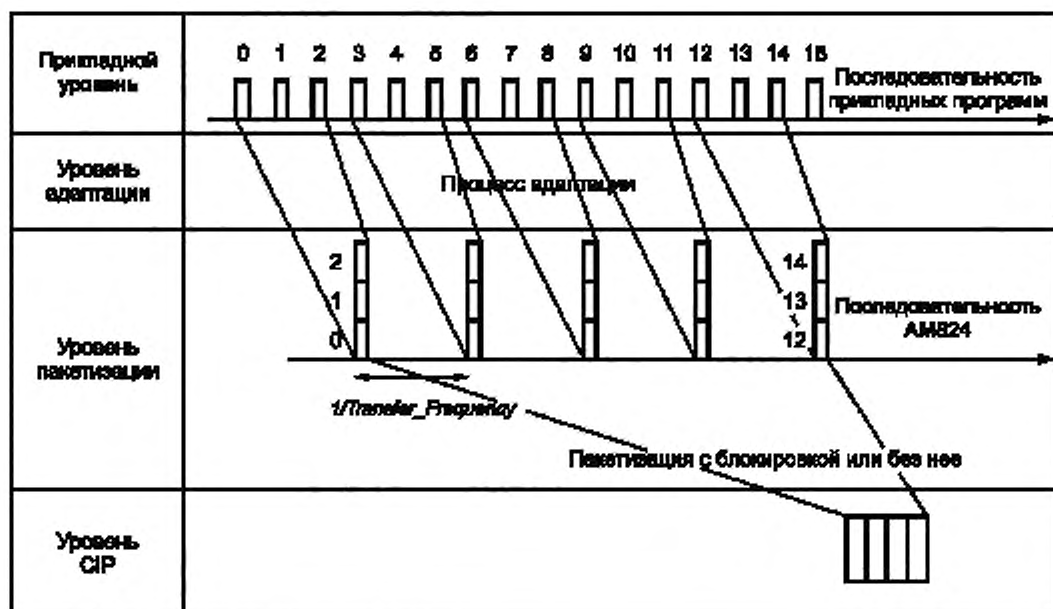 Прикладной
уровень
0 1 2 3 4 5 6 7 8 9 10 11 12 13 14 15
Последовательность
прикладных программ
Уровень
адаптации
Процесс адаптации
Уровень
пакетизации
2
1
0
14
13
12
Последовательность
AM824
1/Transfer_Frequency
Пакетизация с блокировкой или без нее
Уровень
CIP